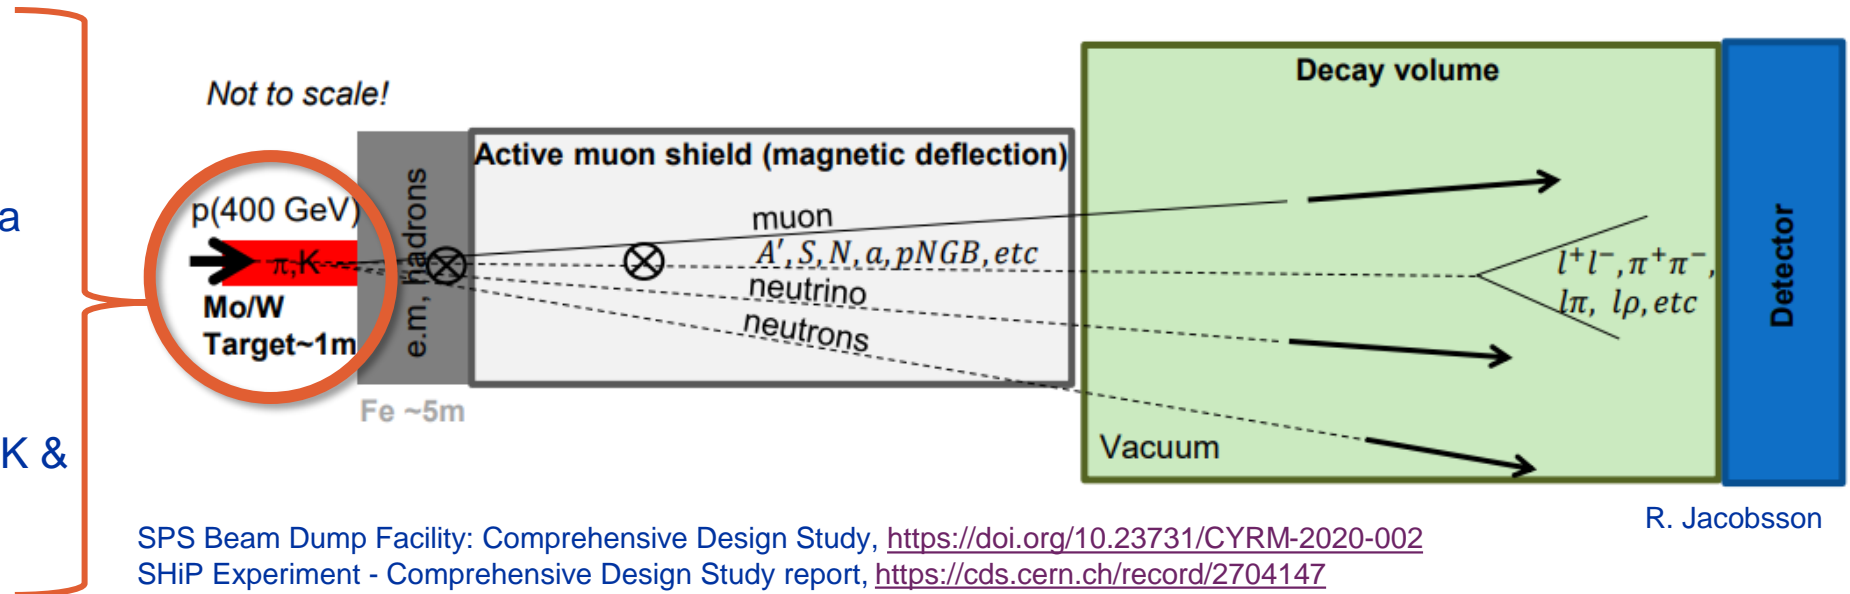 Not to scale!
a
K &
p(400 GeV)
π,K
Mo/W
Target~1m
e.m, hadrons
Fe ~5m
Active muon shield (magnetic deflection)
muon
A′, S, N, a, pNGB, etc
neutrino
neutrons
Decay volume
l⁺l⁻, π⁺π⁻,
lπ, lρ, etc
Vacuum
Detector
R. Jacobsson
SPS Beam Dump Facility: Comprehensive Design Study, https://doi.org/10.23731/CYRM-2020-002
SHiP Experiment - Comprehensive Design Study report, https://cds.cern.ch/record/2704147